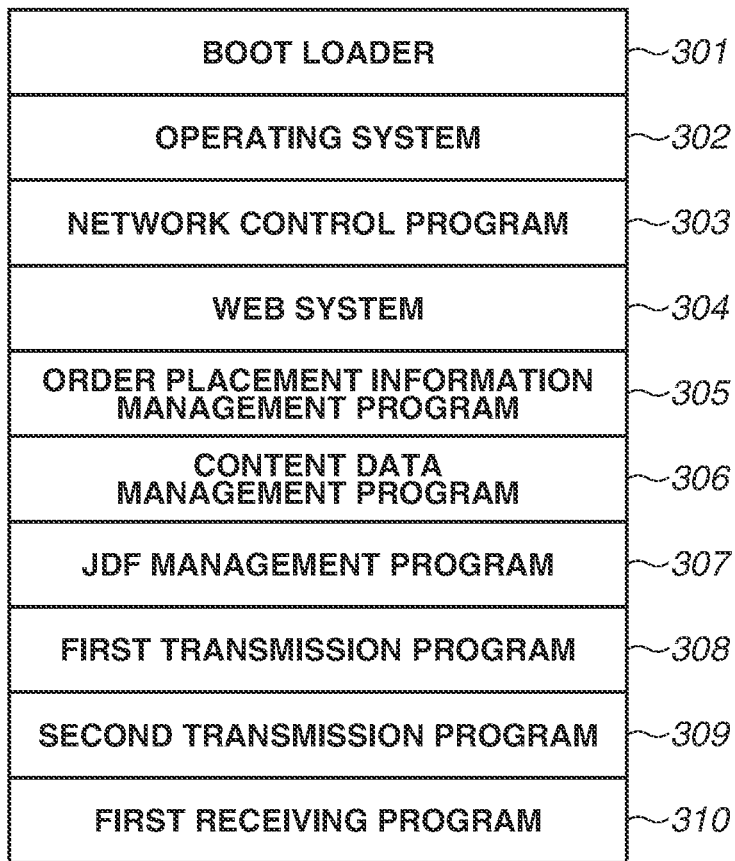 BOOT LOADER 301
OPERATING SYSTEM 302
NETWORK CONTROL PROGRAM 303
WEB SYSTEM 304
ORDER PLACEMENT INFORMATION
MANAGEMENT PROGRAM 305
CONTENT DATA
MANAGEMENT PROGRAM 306
JDF MANAGEMENT PROGRAM 307
FIRST TRANSMISSION PROGRAM 308
SECOND TRANSMISSION PROGRAM 309
FIRST RECEIVING PROGRAM 310